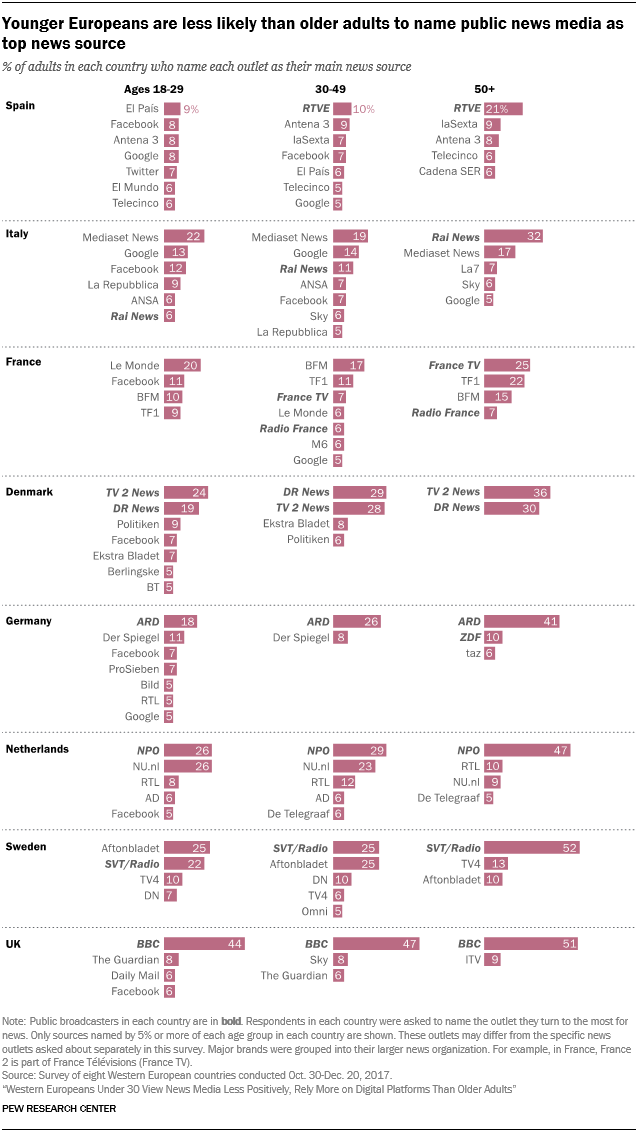 Younger Europeans are less likely than older adults to name public news media as
top news source
% of adults in each country who name each outlet as their main news source
Ages 18-29 30-49 50+
Spain El País 9% RTVE 10% RTVE 21%
Facebook 8 Antena 3 9 laSexta 9
Antena 3 8 laSexta 7 Antena 3 8
Google 8 Facebook 7 Telecinco 6
Twitter 7 El País 6 Cadena SER 6
El Mundo 6 Telecinco 5
Telecinco 6 Google 5
Italy Mediaset News 22 Mediaset News 19 Rai News 32
Google 13 Google 14 Mediaset News 17
Facebook 12 Rai News 11 La7 7
La Repubblica 9 ANSA 7 Sky 6
ANSA 6 Facebook 7 Google 5
Rai News 6 Sky 6
La Repubblica 5
France Le Monde 20 BFM 17 France TV 25
Facebook 11 TF1 11 TF1 22
BFM 10 France TV 7 BFM 15
TF1 9 Le Monde 6 Radio France 7
Radio France 6
M6 6
Google 5
Denmark TV 2 News 24 DR News 29 TV 2 News 36
DR News 19 TV 2 News 28 DR News 30
Politiken 9 Ekstra Bladet 8
Facebook 7 Politiken 6
Ekstra Bladet 7
Berlingske 5
BT 5
Germany ARD 18 ARD 26 ARD 41
Der Spiegel 11 Der Spiegel 8 ZDF 10
Facebook 7 taz 6
ProSieben 7
Bild 5
RTL 5
Google 5
Netherlands NPO 26 NPO 29 NPO 47
NU.nl 26 NU.nl 23 RTL 10
RTL 8 RTL 12 NU.nl 9
AD 6 AD 6 De Telegraaf 5
Facebook 5 De Telegraaf 6
Sweden Aftonbladet 25 SVT/Radio 25 SVT/Radio 52
SVT/Radio 22 Aftonbladet 25 TV4 13
TV4 10 DN 10 Aftonbladet 10
DN 7 TV4 6
Omni 5
UK BBC 44 BBC 47 BBC 51
The Guardian 8 Sky 8 ITV 9
Daily Mail 6 The Guardian 6
Facebook 6
Note: Public broadcasters in each country are in bold. Respondents in each country were asked to name the outlet they turn to the most for
news. Only sources named by 5% or more of each age group in each country are shown. These outlets may differ from the specific news
outlets asked about separately in this survey. Major brands were grouped into their larger news organization. For example, in France, France
2 is part of France Télévisions (France TV).
Source: Survey of eight Western European countries conducted Oct. 30-Dec. 20, 2017.
“Western Europeans Under 30 View News Media Less Positively, Rely More on Digital Platforms Than Older Adults”
PEW RESEARCH CENTER